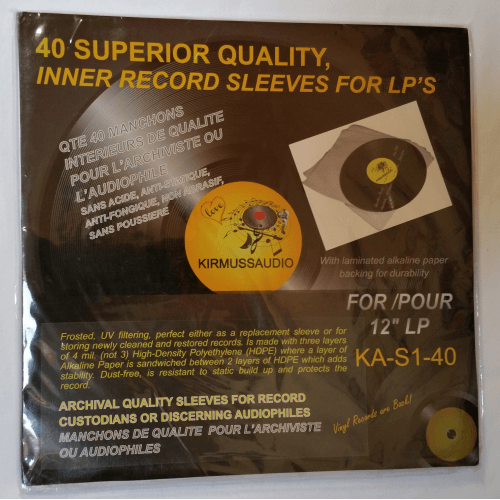 40 SUPERIOR QUALITY,
INNER RECORD SLEEVES FOR LP'S
QTE 40 MANCHONS
INTERIEURS DE QUALITE
POUR L'ARCHIVISTE OU
L'AUDIOPHILE
SANS ACIDE, ANTI-STATIQUE,
ANTI-FONGIQUE, NON ABRASIF,
SANS POUSSIERE
love
KIRMUSSAUDIO
With laminated alkaline paper
backing for durability
FOR /POUR
12" LP
KA-S1-40
Frosted, UV filtering, perfect either as a replacement sleeve or for
storing newly cleaned and restored records. Is made with three layers
of 4 mil. (not 3) High-Density Polyethylene (HDPE) where a layer of
Alkaline Paper is sandwiched between 2 layers of HDPE which adds
stability. Dust-free, is resistant to static build up and protects the
record.
ARCHIVAL QUALITY SLEEVES FOR RECORD
CUSTODIANS OR DISCERNING AUDIOPHILES
MANCHONS DE QUALITE POUR L'ARCHIVISTE
OU AUDIOPHILES
Vinyl Records are Back!